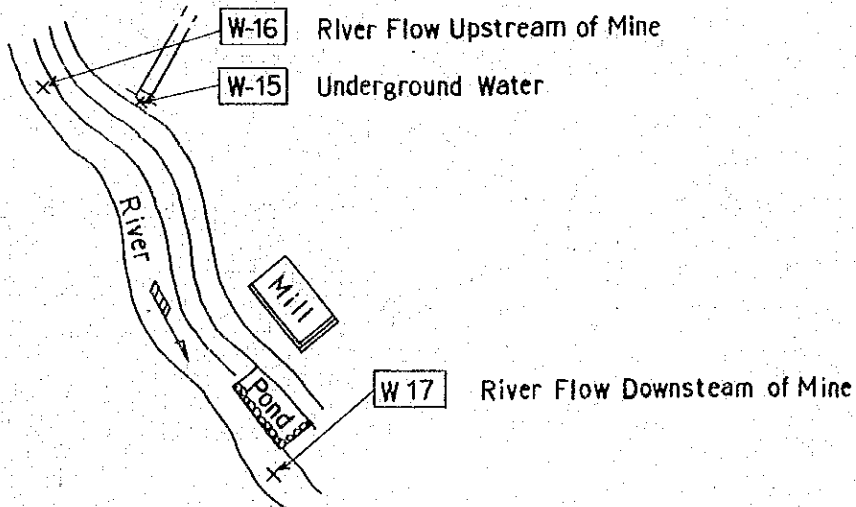 W-16 River Flow Upstream of Mine
W-15 Underground Water
River
Mill
Pond
W 17 River Flow Downsteam of Mine